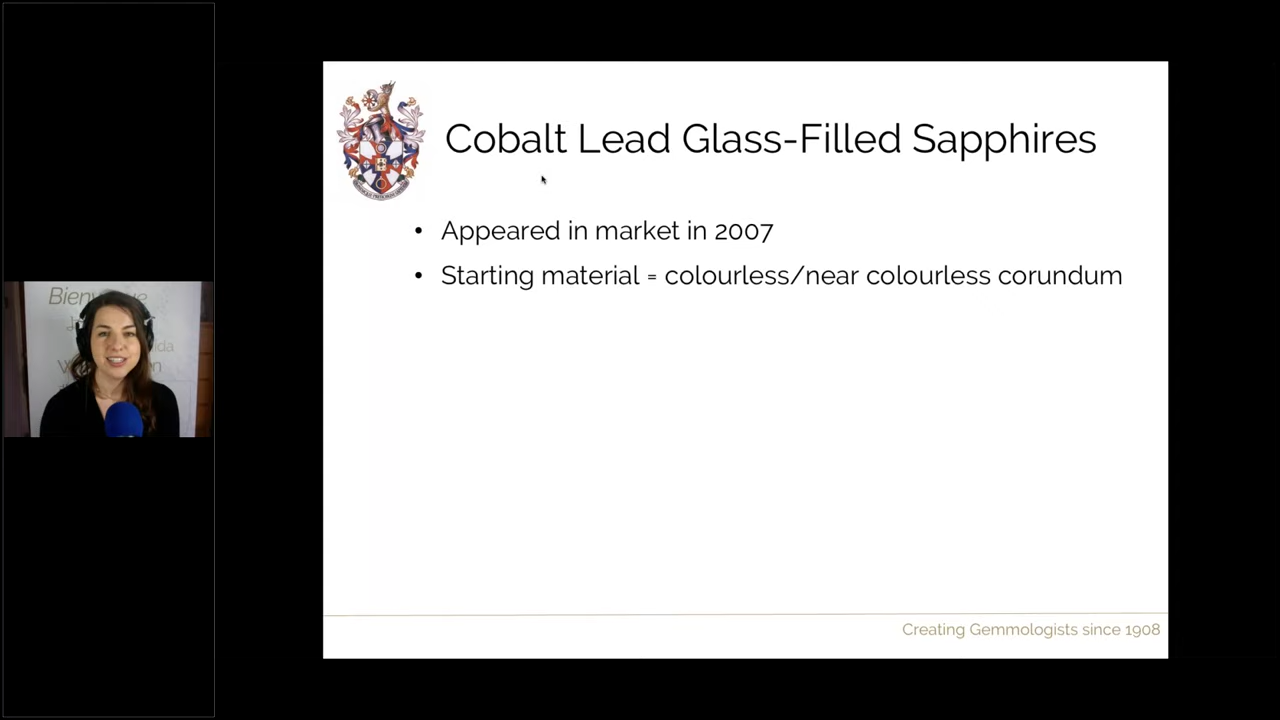 Cobalt Lead Glass-Filled Sapphires
• Appeared in market in 2007
• Starting material = colourless/near colourless corundum
Creating Gemmologists since 1908